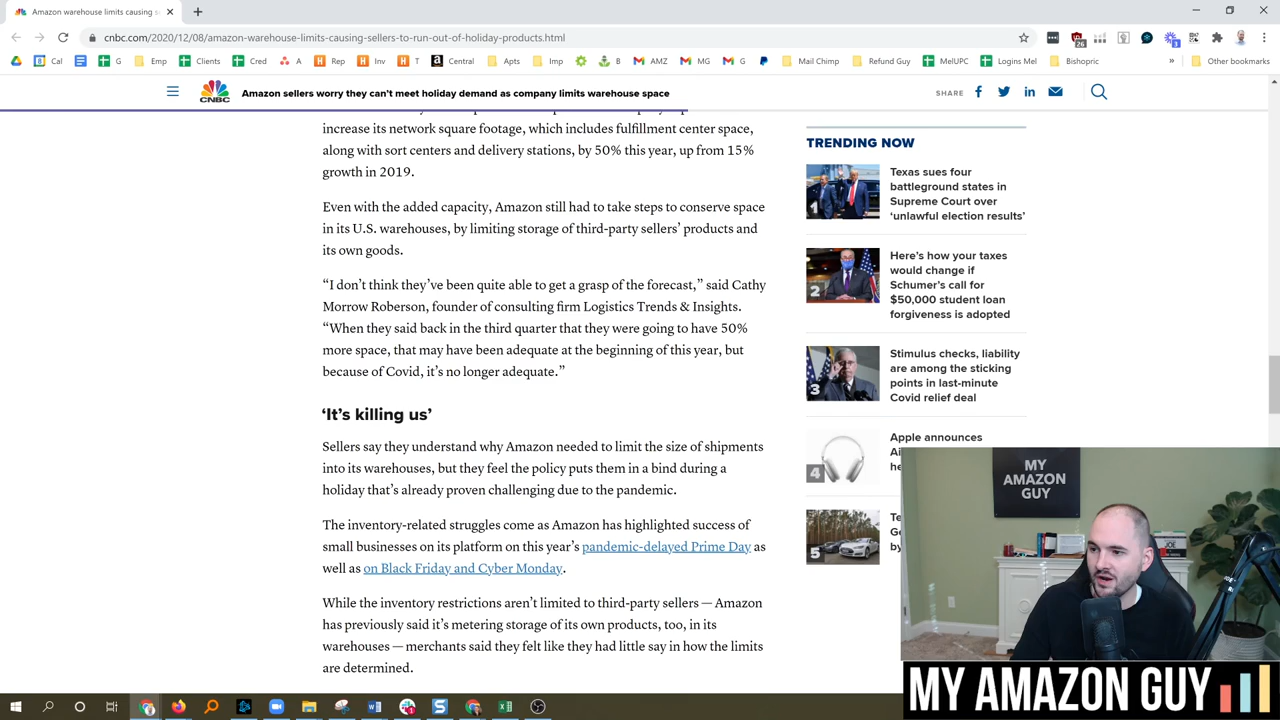 Amazon warehouse limits causing s
cnbc.com/2020/12/08/amazon-warehouse-limits-causing-sellers-to-run-out-of-holiday-products.html
26
Cal
G
Emp
Clients
Cred
A
Rep
Inv
T
Central
Apts
Imp
B
AMZ
MG
G
Mail Chimp
Refund Guy
MelUPC
Logins Mel
Bishopric
»
Other bookmarks
CNBC
Amazon sellers worry they can’t meet holiday demand as company limits warehouse space
SHARE
increase its network square footage, which includes fulfillment center space,
along with sort centers and delivery stations, by 50% this year, up from 15%
growth in 2019.
Even with the added capacity, Amazon still had to take steps to conserve space
in its U.S. warehouses, by limiting storage of third-party sellers’ products and
its own goods.
“I don’t think they’ve been quite able to get a grasp of the forecast,” said Cathy
Morrow Roberson, founder of consulting firm Logistics Trends & Insights.
“When they said back in the third quarter that they were going to have 50%
more space, that may have been adequate at the beginning of this year, but
because of Covid, it’s no longer adequate.”
‘It’s killing us’
Sellers say they understand why Amazon needed to limit the size of shipments
into its warehouses, but they feel the policy puts them in a bind during a
holiday that’s already proven challenging due to the pandemic.
The inventory-related struggles come as Amazon has highlighted success of
small businesses on its platform on this year’s pandemic-delayed Prime Day as
well as on Black Friday and Cyber Monday.
While the inventory restrictions aren’t limited to third-party sellers — Amazon
has previously said it’s metering storage of its own products, too, in its
warehouses — merchants said they felt like they had little say in how the limits
are determined.
TRENDING NOW
1
Texas sues four
battleground states in
Supreme Court over
‘unlawful election results’
2
Here’s how your taxes
would change if
Schumer’s call for
$50,000 student loan
forgiveness is adopted
3
Stimulus checks, liability
are among the sticking
points in last-minute
Covid relief deal
4
Apple announces
5
MY
AMAZON
GUY
MY AMAZON GUY